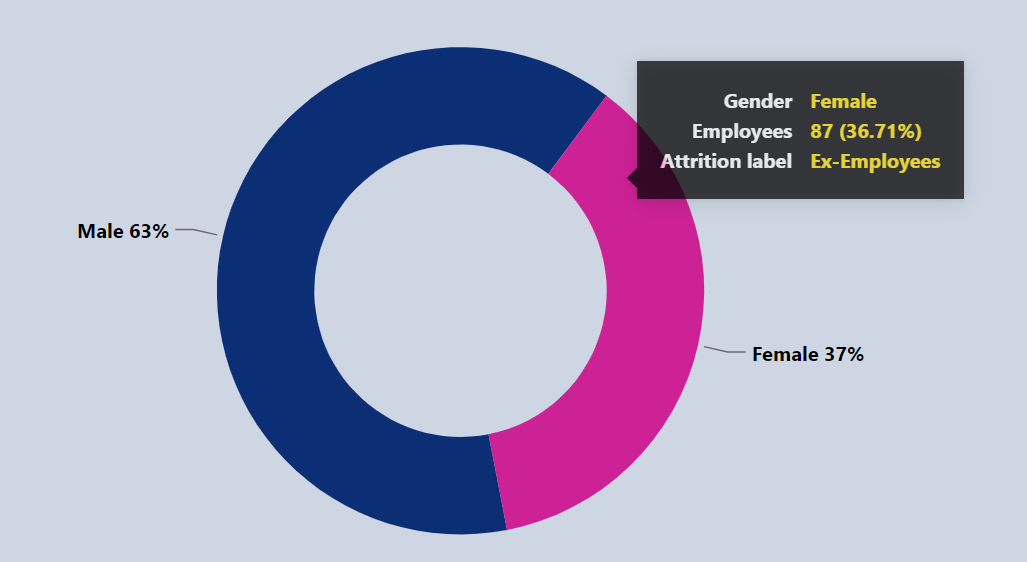 Gender Female
Employees 87 (36.71%)
Attrition label Ex-Employees
Male 63%
Female 37%